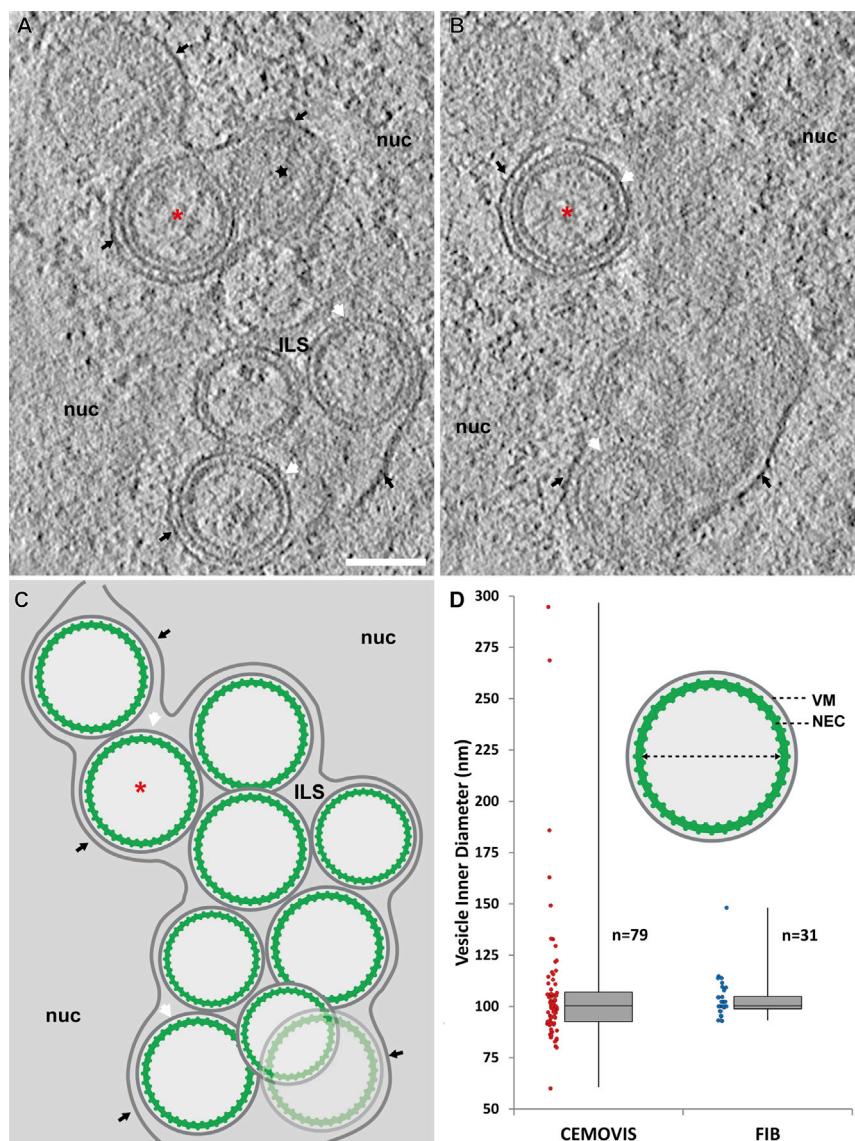 A
B
nuc
nuc
ILS
nuc
nuc
*
*
C
D
nuc
ILS
nuc
*
Vesicle Inner Diameter (nm)
300
275
250
225
200
175
150
125
100
75
50
VM
NEC
n=79
n=31
CEMOVIS
FIB